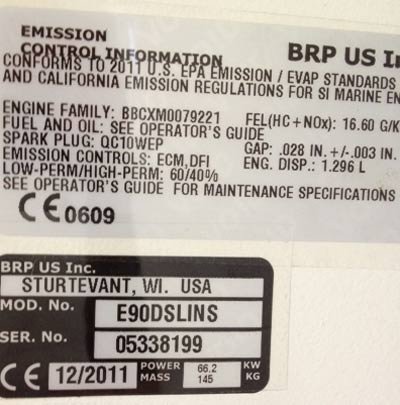 EMISSION
CONTROL INFORMATION BRP US In
CONFORMS TO 2011 U.S. EPA EMISSION / EVAP STANDARDS
AND CALIFORNIA EMISSION REGULATIONS FOR SI MARINE EN
ENGINE FAMILY: BBCXM0079221 FEL(HC+NOx): 16.60 G/K
FUEL AND OIL: SEE OPERATOR'S GUIDE
SPARK PLUG: QC10WEP GAP: .028 IN. +/-.003 IN.
EMISSION CONTROLS: ECM,DFI ENG. DISP.: 1.296 L
LOW-PERM/HIGH-PERM: 60/40%
SEE OPERATOR'S GUIDE FOR MAINTENANCE SPECIFICATIONS
CE 0609
BRP US Inc.
STURTEVANT, WI. USA
MOD. No. E90DSLINS
SER. No. 05338199
CE 12/2011 POWER 66.2 KW
MASS 145 KG